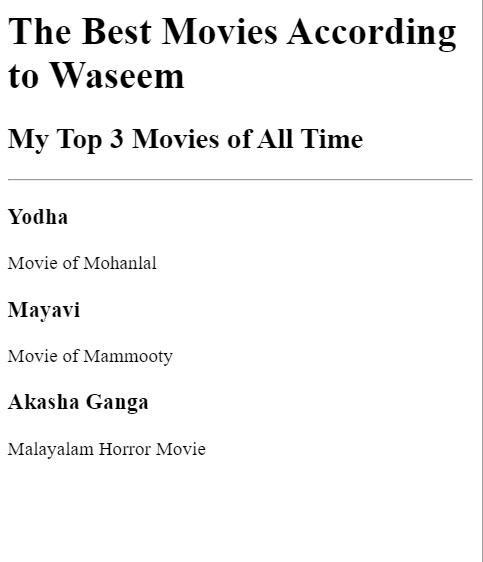 The Best Movies According
to Waseem
My Top 3 Movies of All Time
Yodha
Movie of Mohanlal
Mayavi
Movie of Mammooty
Akasha Ganga
Malayalam Horror Movie